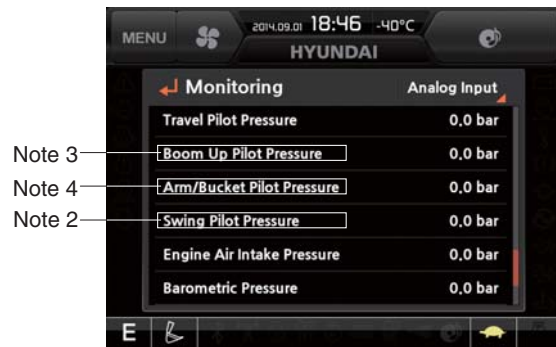 MENU 2014.09.01 18:46 -40°C
HYUNDAI
Monitoring Analog Input
Travel Pilot Pressure 0.0 bar
Note 3 Boom Up Pilot Pressure 0.0 bar
Note 4 Arm/Bucket Pilot Pressure 0.0 bar
Note 2 Swing Pilot Pressure 0.0 bar
Engine Air Intake Pressure 0.0 bar
Barometric Pressure 0.0 bar
E